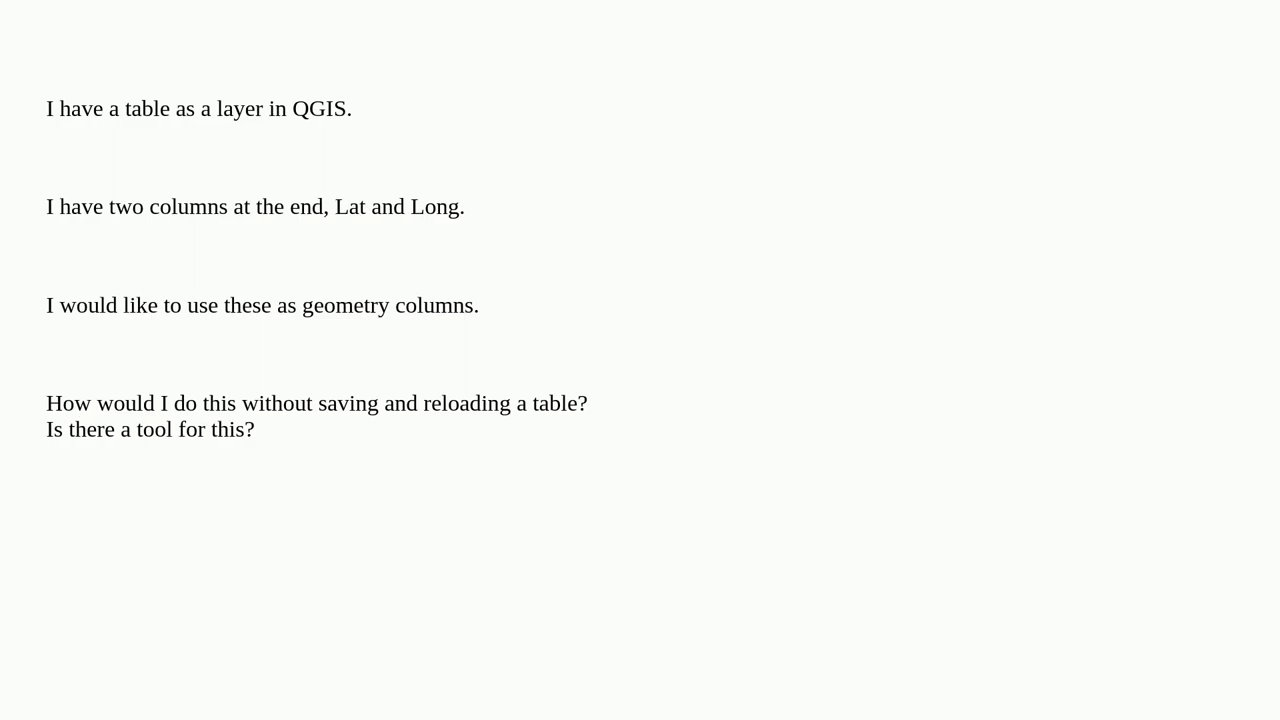 I have a table as a layer in QGIS.
I have two columns at the end, Lat and Long.
I would like to use these as geometry columns.
How would I do this without saving and reloading a table?
Is there a tool for this?